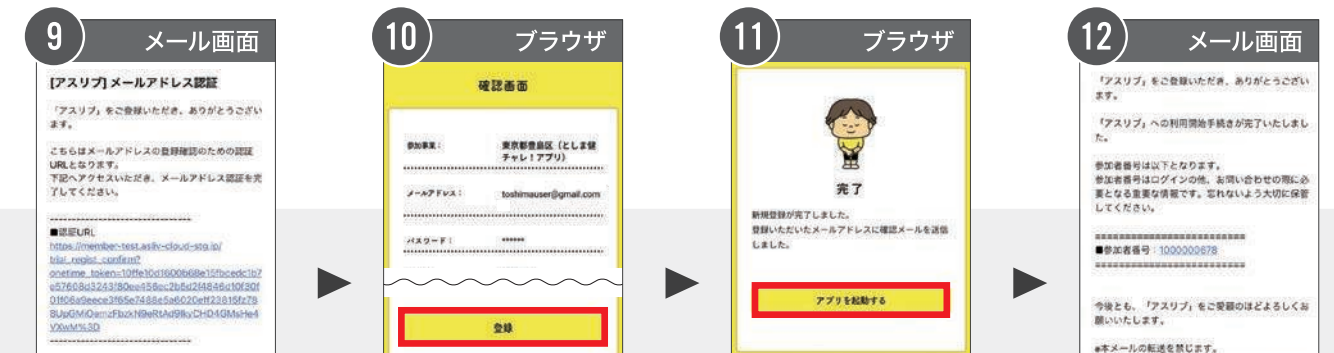 9 メール画面
[アスリブ] メールアドレス認証
「アスリブ」をご登録いただき、ありがとうござい
ます。
こちらはメールアドレスの登録確認のための認証
URLとなります。
下記へアクセスいただき、メールアドレス認証を完
了してください。
--------------------------------
■認証URL
https://member-test.asliv-cloud-stg.jp/
trial_regist_confirm?
--------------------------------
10 ブラウザ
確認画面
参加事業: 東京都豊島区(としま健
チャレ!アプリ)
メールアドレス: toshimauser@gmail.com
パスワード: ******
登録
11 ブラウザ
完了
新規登録が完了しました。
登録いただいたメールアドレスに確認メールを送信
しました。
アプリを起動する
12 メール画面
「アスリブ」をご登録いただき、ありがとうござい
ます。
「アスリブ」への利用開始手続きが完了いたしまし
た。
参加者番号は以下となります。
参加者番号はログインの他、お問い合わせの際に必
要となる重要な情報です。忘れないよう大切に保管
してください。
==========================
■参加者番号:1000000678
==========================
今後とも、「アスリブ」をご愛顧のほどよろしくお
願いいたします。
※本メールの転送を禁じます。